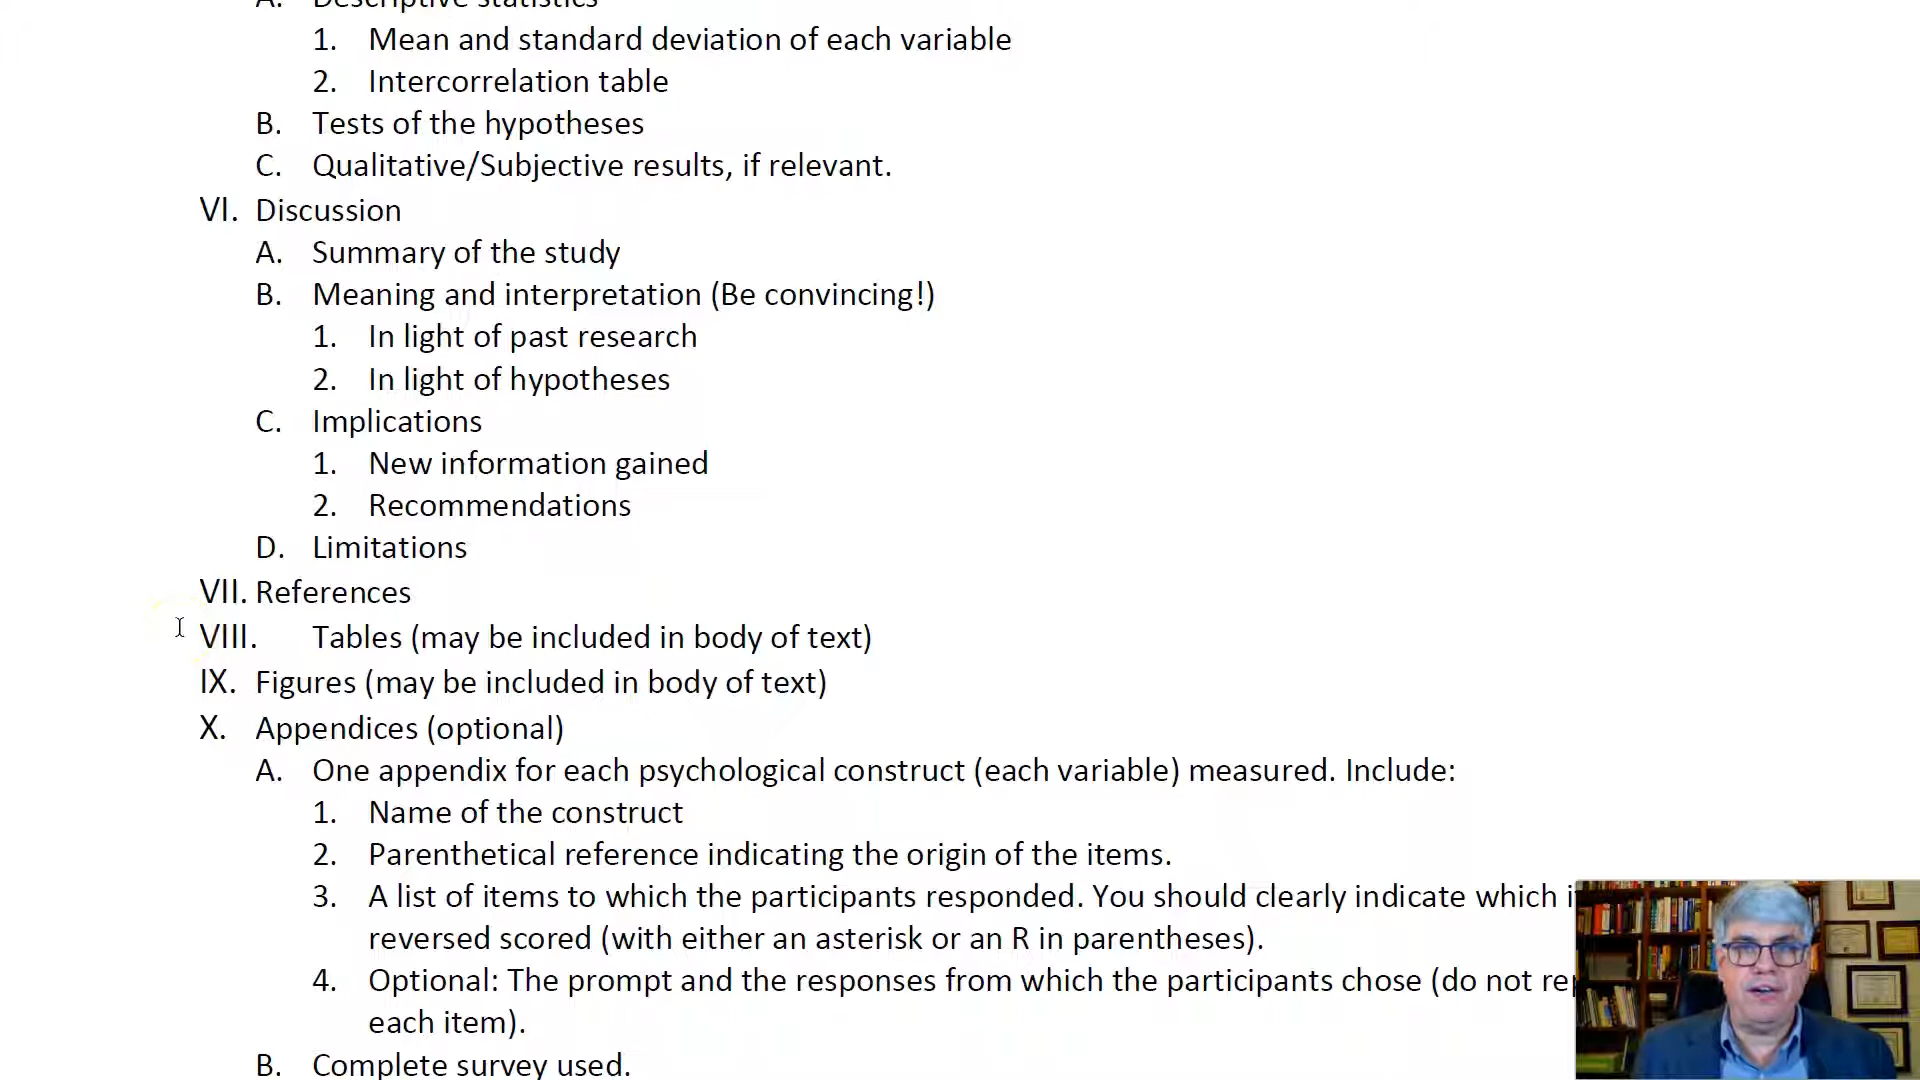 A. Descriptive statistics
1. Mean and standard deviation of each variable
2. Intercorrelation table
B. Tests of the hypotheses
C. Qualitative/Subjective results, if relevant.
VI. Discussion
A. Summary of the study
B. Meaning and interpretation (Be convincing!)
1. In light of past research
2. In light of hypotheses
C. Implications
1. New information gained
2. Recommendations
D. Limitations
VII. References
VIII. Tables (may be included in body of text)
IX. Figures (may be included in body of text)
X. Appendices (optional)
A. One appendix for each psychological construct (each variable) measured. Include:
1. Name of the construct
2. Parenthetical reference indicating the origin of the items.
3. A list of items to which the participants responded. You should clearly indicate which
reversed scored (with either an asterisk or an R in parentheses).
4. Optional: The prompt and the responses from which the participants chose (do not
each item).
B. Complete survey used.